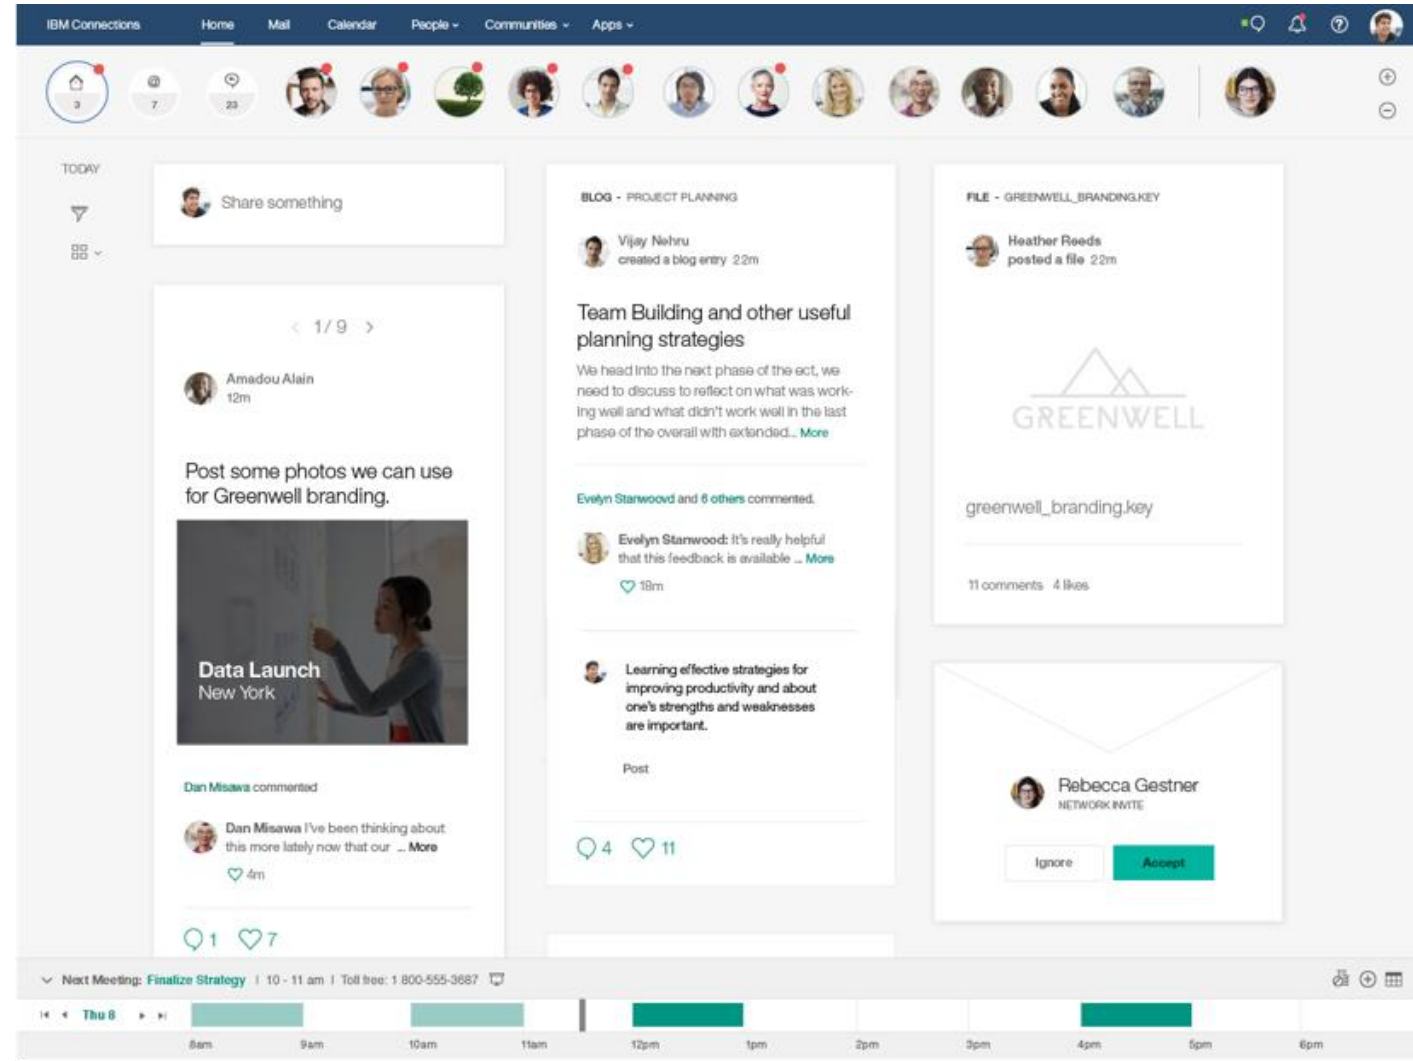 IBM Connections Home Mail Calendar People Communities Apps
3 @ 7 23
TODAY
Share something
< 1/9 >
Amadou Alain
12m
Post some photos we can use
for Greenwell branding.
Data Launch
New York
Dan Misawa commented
Dan Misawa I've been thinking about
this more lately now that our ... More
4m
1 7
BLOG - PROJECT PLANNING
Vijay Nehru
created a blog entry 22m
Team Building and other useful
planning strategies
We head into the next phase of the ect, we
need to discuss to reflect on what was work-
ing well and what didn't work well in the last
phase of the overall with extended... More
Evelyn Stanwoovd and 6 others commented.
Evelyn Stanwood: It's really helpful
that this feedback is available ... More
18m
Learning effective strategies for
improving productivity and about
one's strengths and weaknesses
are important.
Post
4 11
FILE - GREENWELL_BRANDING.KEY
Heather Reeds
posted a file 22m
GREENWELL
greenwell_branding.key
11 comments 4 likes
Rebecca Gestner
NETWORK INVITE
Ignore Accept
Next Meeting: Finalize Strategy | 10 - 11 am | Toll free: 1 800-555-3687
Thu 8
8am 9am 10am 11am 12pm 1pm 2pm 3pm 4pm 5pm 6pm